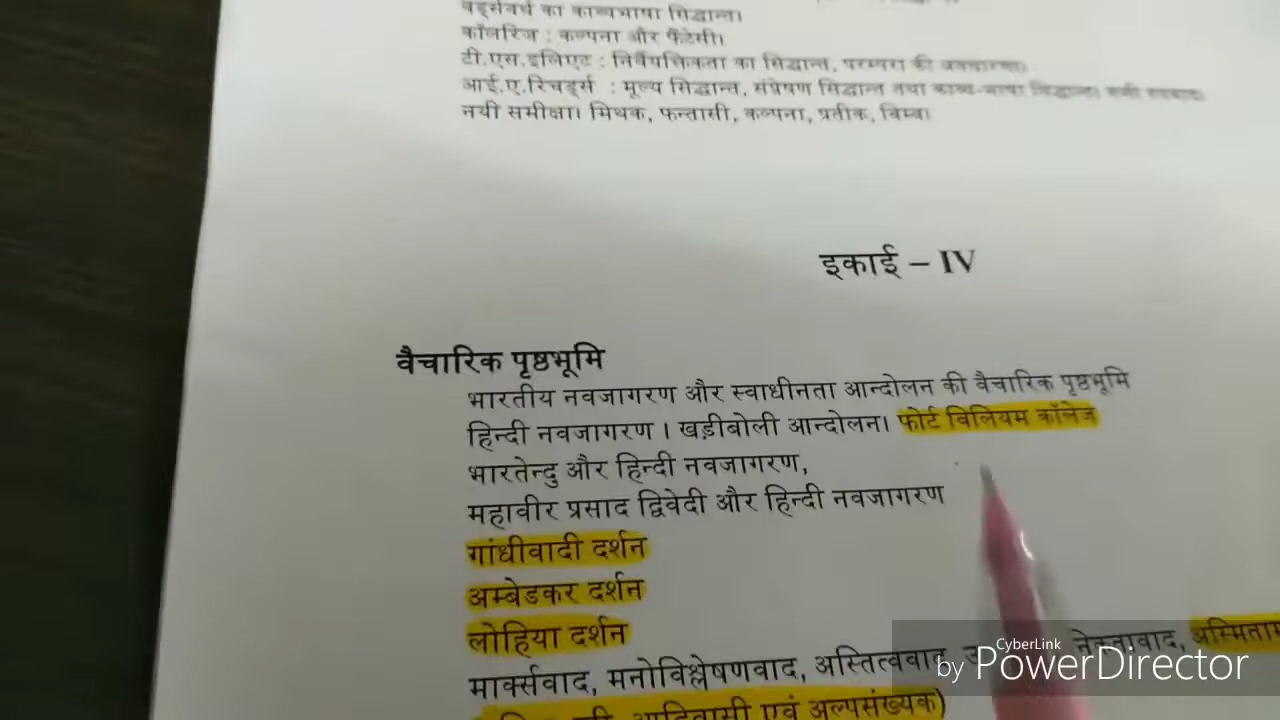 वर्ड्सवर्थ का काव्यभाषा सिद्धान्त।
कॉलरिज : कल्पना और फैंटेसी।
टी.एस.इलिएट : निर्वैयक्तिकता का सिद्धान्त, परम्परा की अवधारणा।
आई.ए.रिचर्ड्स : मूल्य सिद्धान्त, संप्रेषण सिद्धान्त तथा काव्य-भाषा सिद्धान्त।
नयी समीक्षा। मिथक, फन्तासी, कल्पना, प्रतीक, बिम्ब।
इकाई – IV
वैचारिक पृष्ठभूमि
भारतीय नवजागरण और स्वाधीनता आन्दोलन की वैचारिक पृष्ठभूमि
हिन्दी नवजागरण। खड़ीबोली आन्दोलन। फोर्ट विलियम कॉलेज
भारतेन्दु और हिन्दी नवजागरण,
महावीर प्रसाद द्विवेदी और हिन्दी नवजागरण
गांधीवादी दर्शन
अम्बेडकर दर्शन
लोहिया दर्शन
मार्क्सवाद, मनोविश्लेषणवाद, अस्तित्ववाद,
आदिवासी एवं अल्पसंख्यक)
CyberLink
by PowerDirector